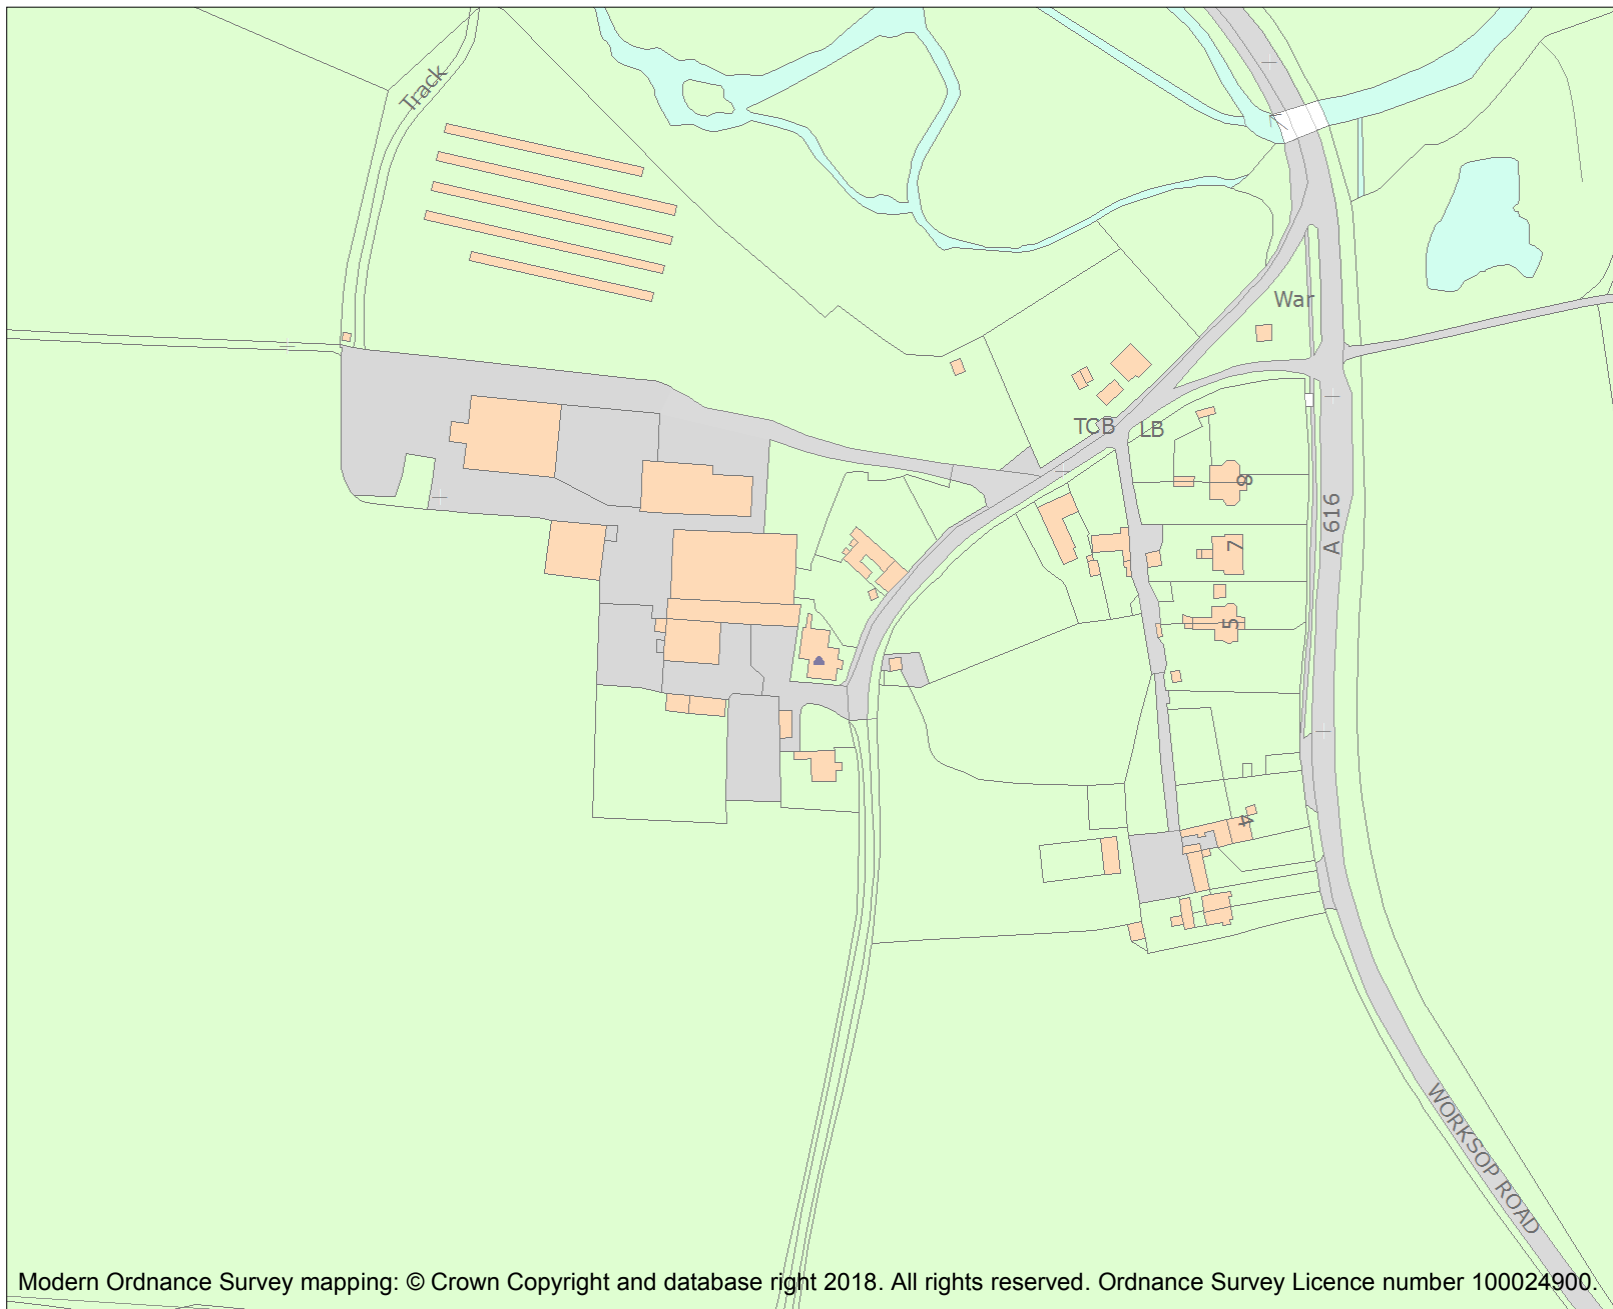 Track
War
TCB
LB
8
A 616
7
5
4
WORKSOP ROAD
Modern Ordnance Survey mapping: © Crown Copyright and database right 2018. All rights reserved. Ordnance Survey Licence number 100024900.